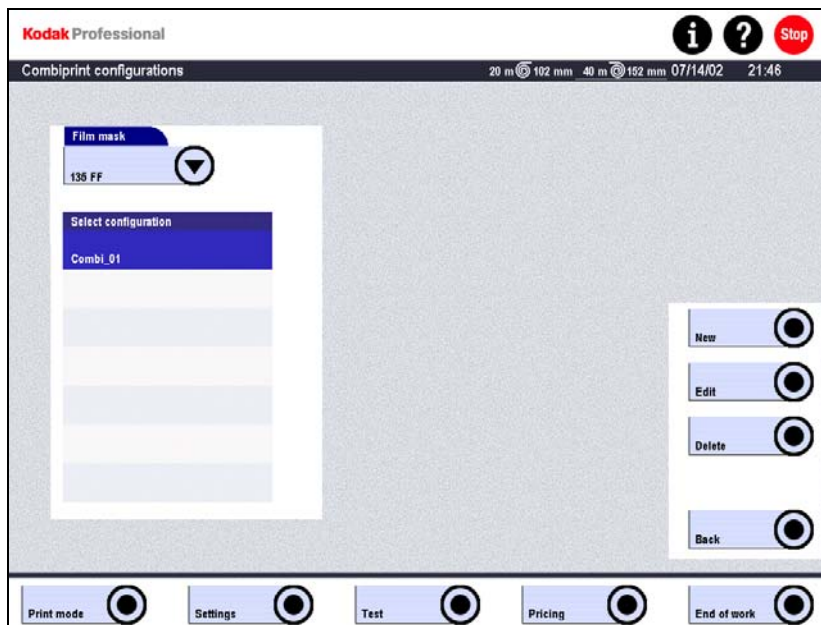 Kodak Professional
i ? Stop
Combiprint configurations 20 m 102 mm 40 m 152 mm 07/14/02 21:46
Film mask
135 FF
Select configuration
Combi_01
New
Edit
Delete
Back
Print mode Settings Test Pricing End of work